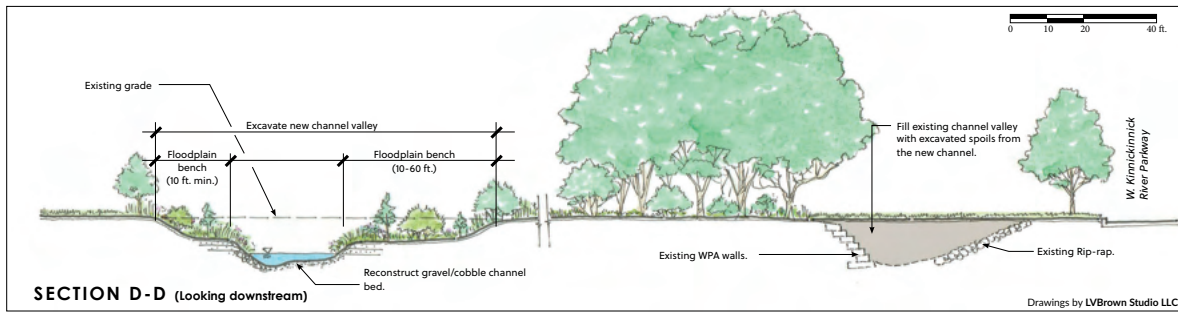 0 10 20 40 ft.
Existing grade
Excavate new channel valley
Floodplain
bench
(10 ft. min.)
Floodplain bench
(10-60 ft.)
Fill existing channel valley
with excavated spoils from
the new channel.
W. Kinnickinnick
River Parkway
Existing WPA walls.
Existing Rip-rap.
Reconstruct gravel/cobble channel
bed.
SECTION D-D (Looking downstream)
Drawings by LVBrown Studio LLC